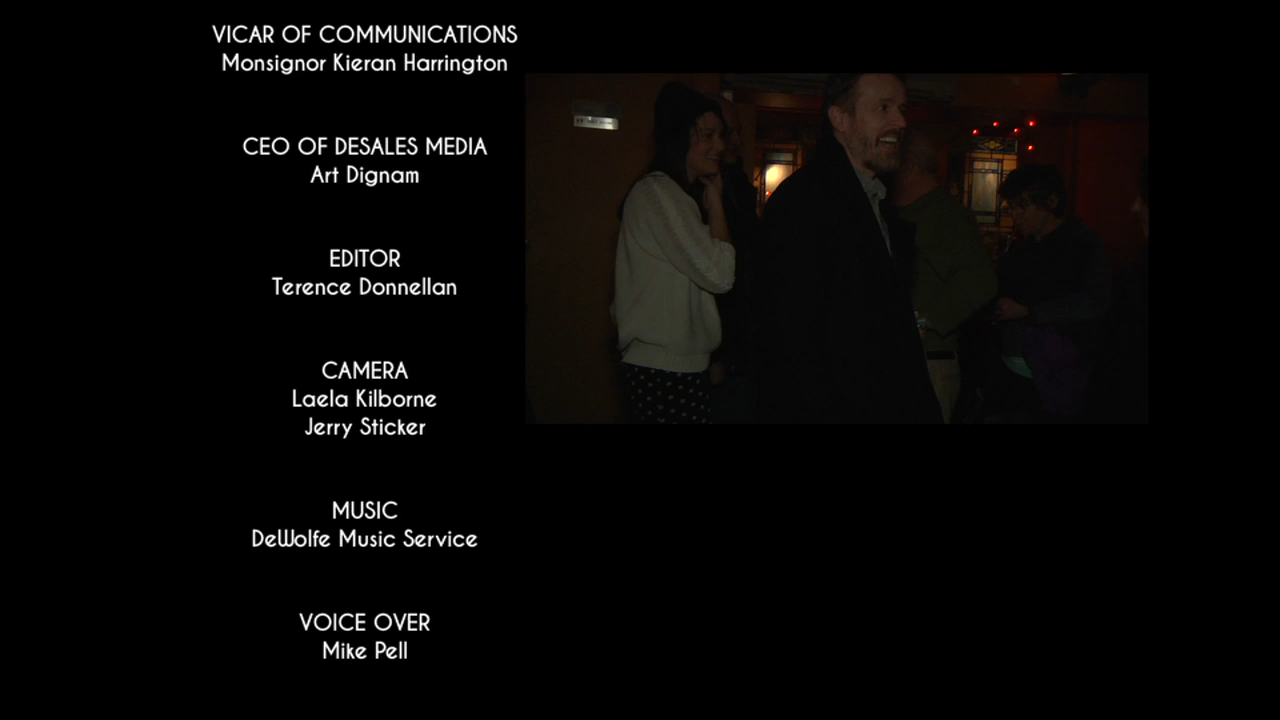 VICAR OF COMMUNICATIONS
Monsignor Kieran Harrington
CEO OF DESALES MEDIA
Art Dignam
EDITOR
Terence Donnellan
CAMERA
Laela Kilborne
Jerry Sticker
MUSIC
DeWolfe Music Service
VOICE OVER
Mike Pell